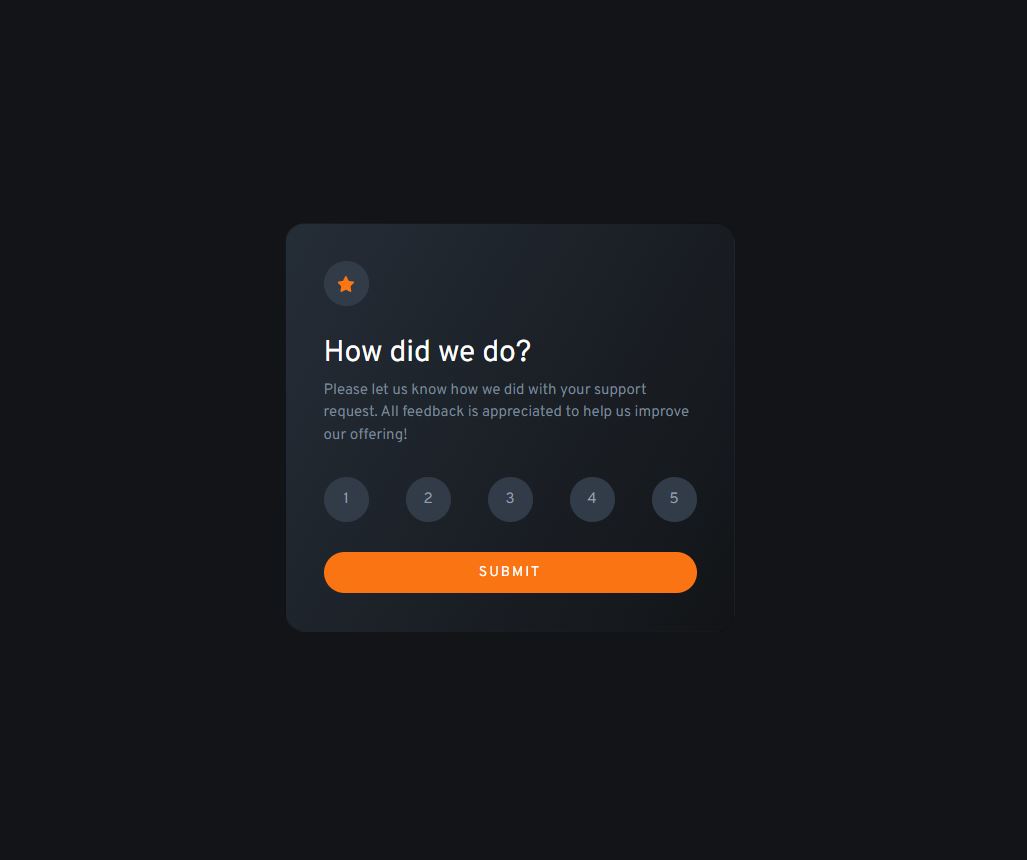 How did we do?
Please let us know how we did with your support
request. All feedback is appreciated to help us improve
our offering!
1 2 3 4 5
SUBMIT